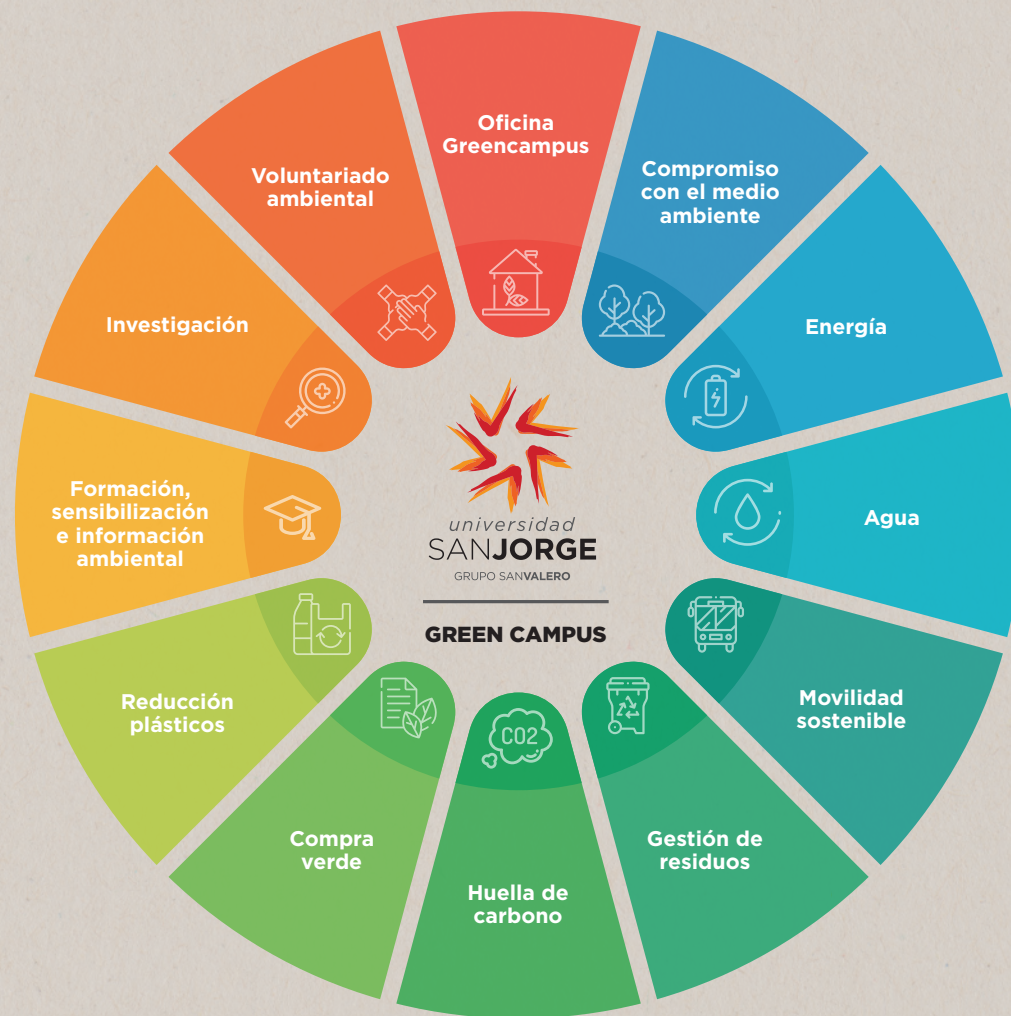 Oficina
Greencampus
Compromiso
con el medio
ambiente
Energía
Agua
Movilidad
sostenible
Gestión de
residuos
CO2
Huella de
carbono
Compra
verde
Reducción
plásticos
Formación,
sensibilización
e información
ambiental
Investigación
Voluntariado
ambiental
universidad
SANJORGE
GRUPO SANVALERO
GREEN CAMPUS